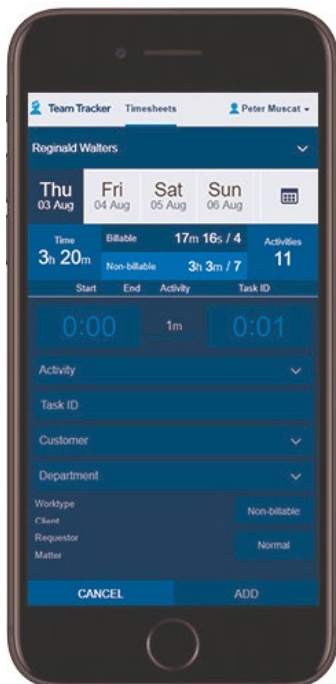 Team Tracker Timesheets Peter Muscat
Reginald Walters
Thu Fri Sat Sun
03 Aug 04 Aug 05 Aug 06 Aug
Time Billable 17m 16s / 4 Activities
3h 20m Non-billable 3h 3m / 7 11
Start End Activity Task ID
0:00 1m 0:01
Activity
Task ID
Customer
Department
Worktype Non-billable
Client
Requestor Normal
Matter
CANCEL ADD